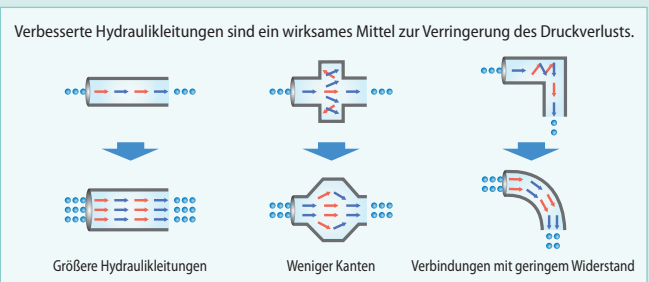 Verbesserte Hydraulikleitungen sind ein wirksames Mittel zur Verringerung des Druckverlusts.
Größere Hydraulikleitungen
Weniger Kanten
Verbindungen mit geringem Widerstand